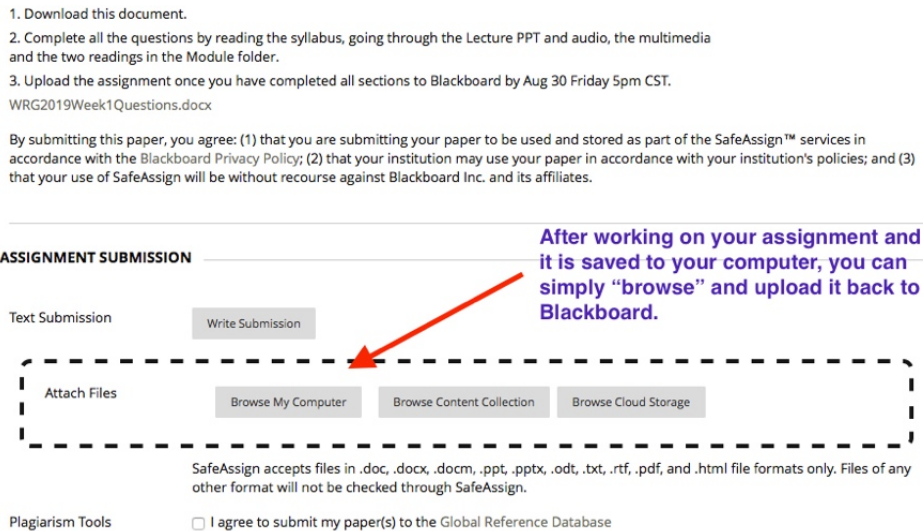 1. Download this document.
2. Complete all the questions by reading the syllabus, going through the Lecture PPT and audio, the multimedia
and the two readings in the Module folder.
3. Upload the assignment once you have completed all sections to Blackboard by Aug 30 Friday 5pm CST.
WRG2019Week1Questions.docx
By submitting this paper, you agree: (1) that you are submitting your paper to be used and stored as part of the SafeAssign™ services in
accordance with the Blackboard Privacy Policy; (2) that your institution may use your paper in accordance with your institution's policies; and (3)
that your use of SafeAssign will be without recourse against Blackboard Inc. and its affiliates.
After working on your assignment and
it is saved to your computer, you can
simply “browse” and upload it back to
Blackboard.
ASSIGNMENT SUBMISSION
Text Submission
Write Submission
Attach Files
Browse My Computer
Browse Content Collection
Browse Cloud Storage
SafeAssign accepts files in .doc, .docx, .docm, .ppt, .pptx, .odt, .txt, .rtf, .pdf, and .html file formats only. Files of any
other format will not be checked through SafeAssign.
Plagiarism Tools
I agree to submit my paper(s) to the Global Reference Database